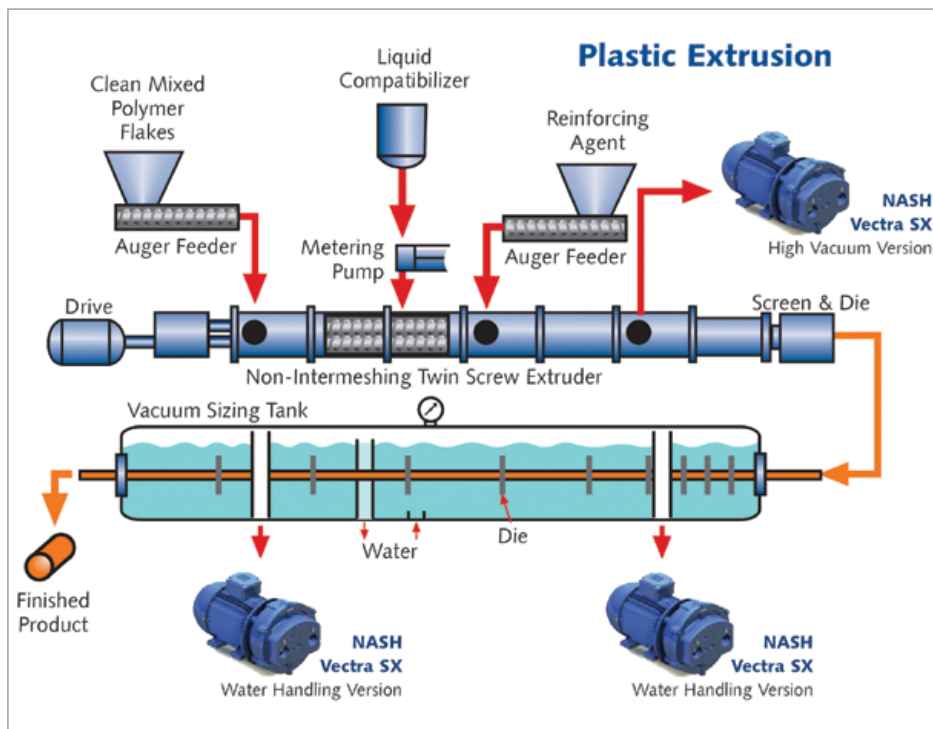 Plastic Extrusion
Clean Mixed
Polymer
Flakes
Liquid
Compatibilizer
Reinforcing
Agent
NASH
Vectra SX
High Vacuum Version
Auger Feeder
Metering
Pump
Auger Feeder
Drive
Screen & Die
Non-Intermeshing Twin Screw Extruder
Vacuum Sizing Tank
Water
Die
Finished
Product
NASH
Vectra SX
Water Handling Version
NASH
Vectra SX
Water Handling Version